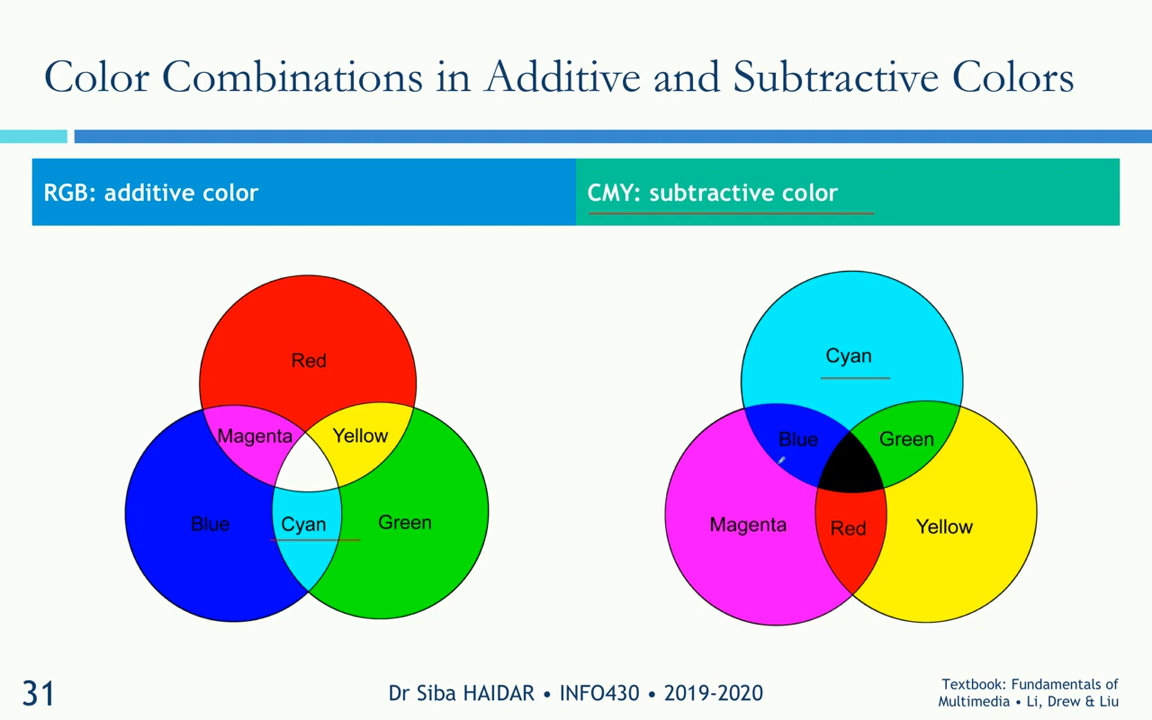 Color Combinations in Additive and Subtractive Colors
RGB: additive color
CMY: subtractive color
Red
Magenta
Yellow
Blue
Cyan
Green
Cyan
Blue
Green
Magenta
Red
Yellow
31
Dr Siba HAIDAR • INFO430 • 2019-2020
Textbook: Fundamentals of
Multimedia • Li, Drew & Liu